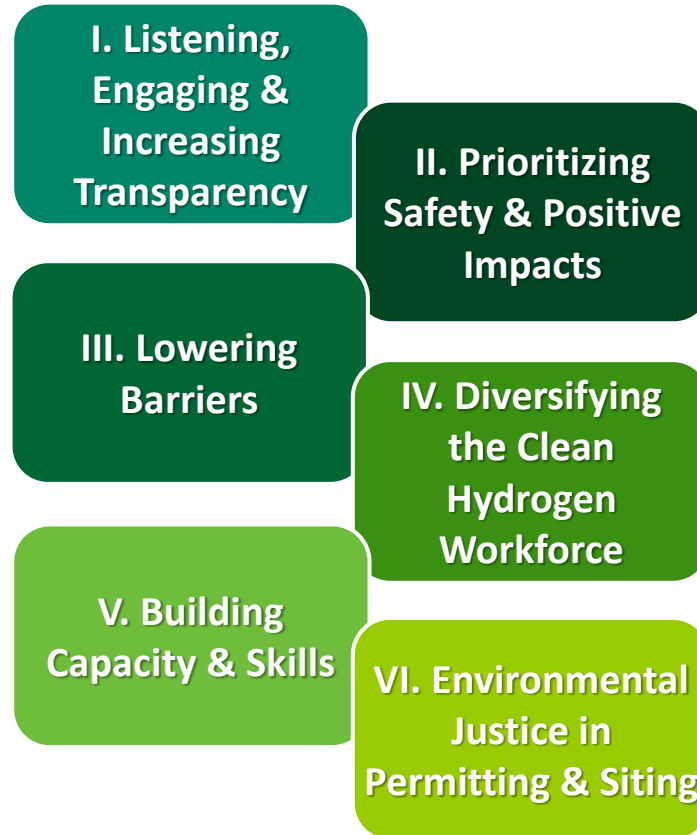 I. Listening,
Engaging &
Increasing
Transparency
II. Prioritizing
Safety & Positive
Impacts
III. Lowering
Barriers
IV. Diversifying
the Clean
Hydrogen
Workforce
V. Building
Capacity & Skills
VI. Environmental
Justice in
Permitting & Siting